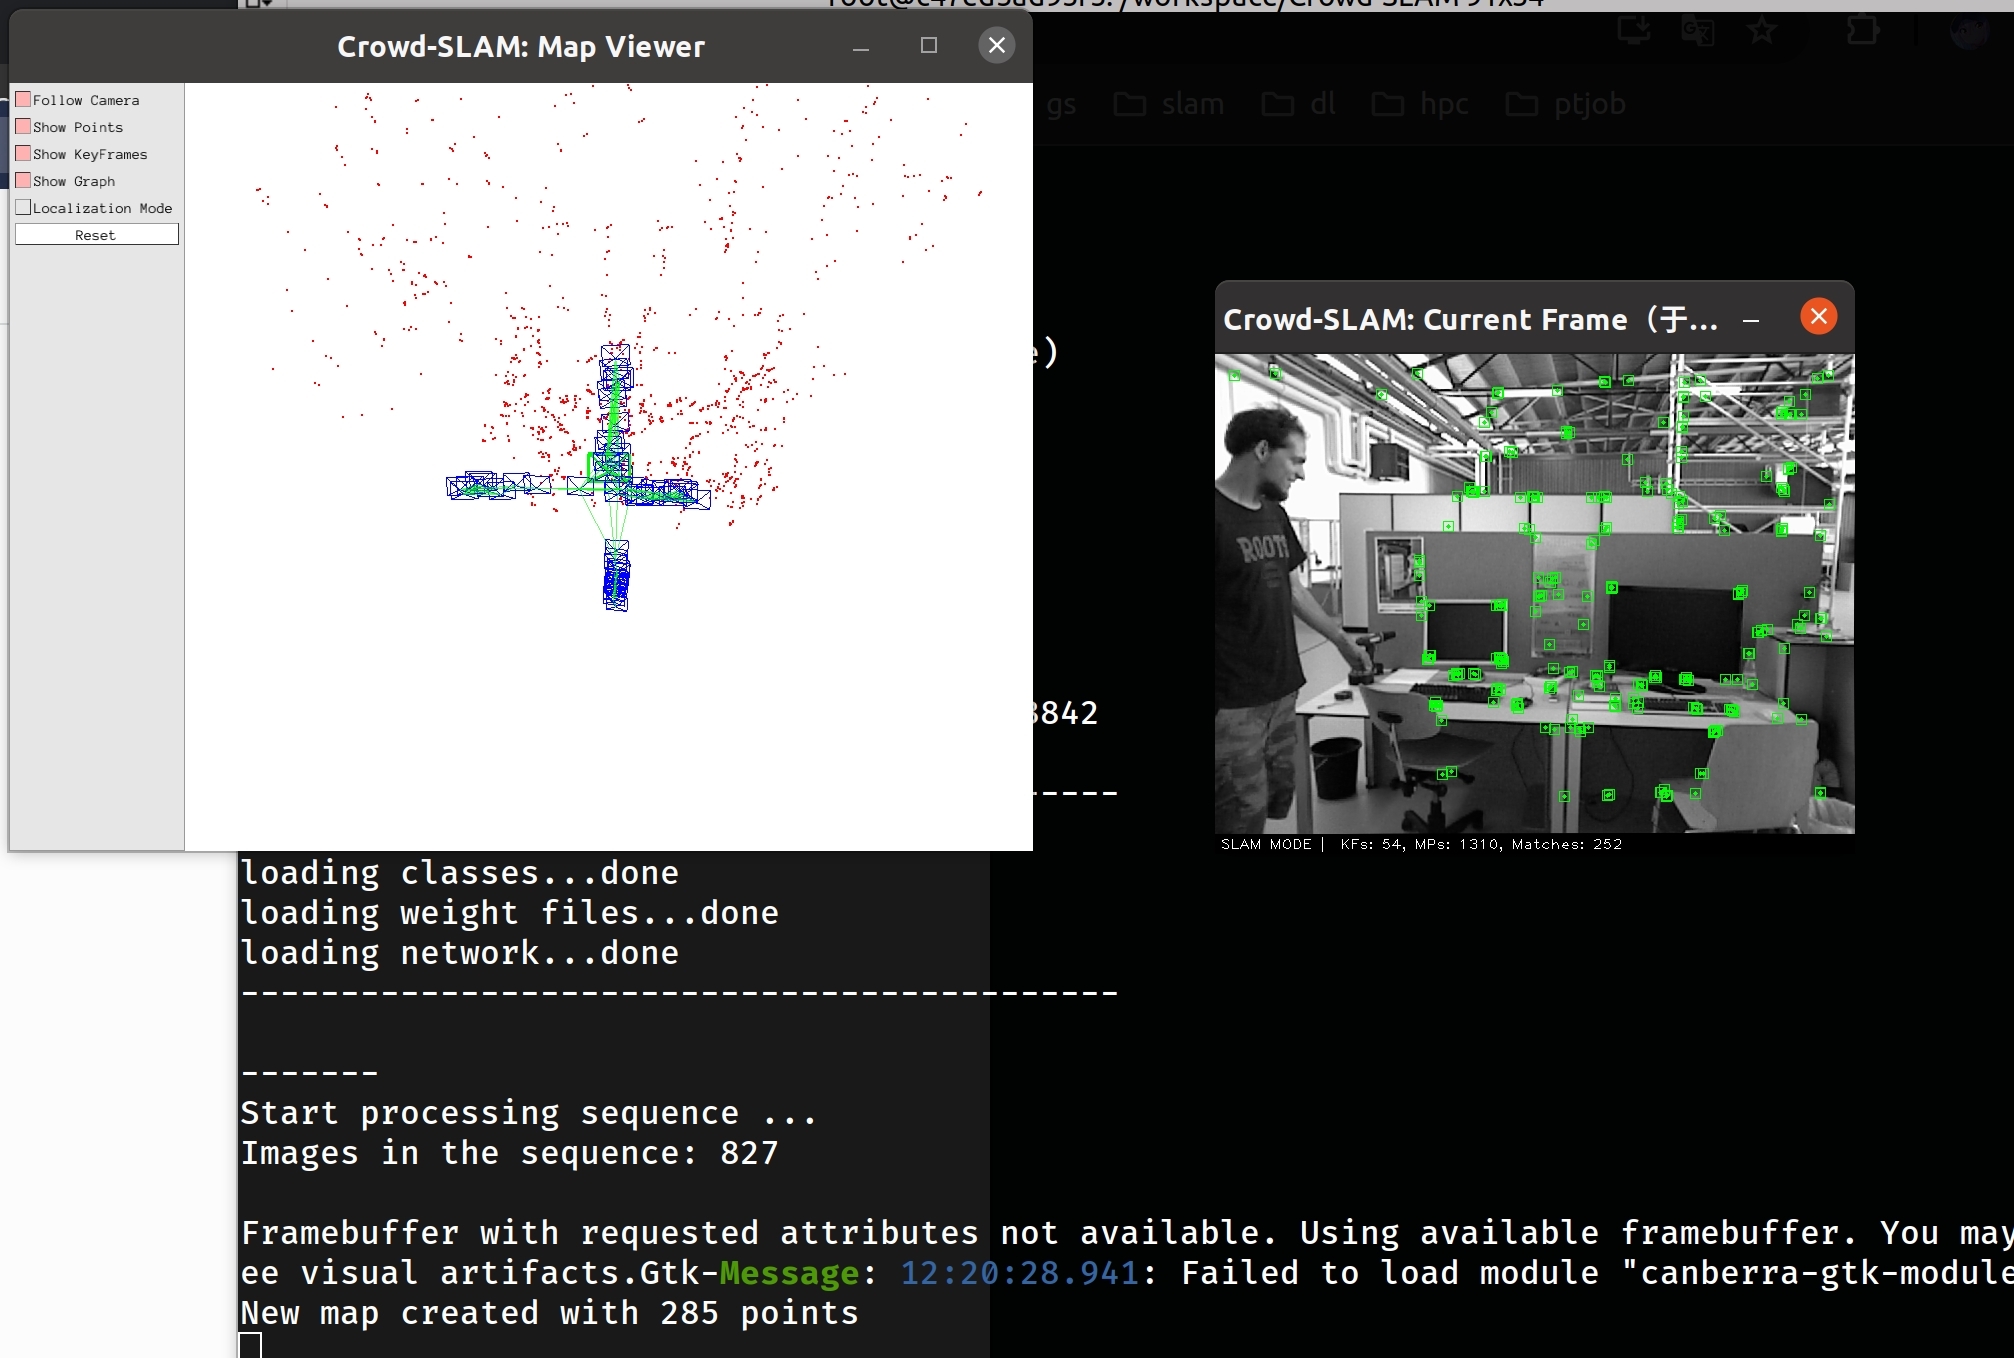 Crowd-SLAM: Map Viewer
Follow Camera
Show Points
Show KeyFrames
Show Graph
Localization Mode
Reset
gs
slam
dl
hpc
ptjob
)
3842
Crowd-SLAM: Current Frame（于...
ROOTS
SLAM MODE |  KFs: 54, MPs: 1310, Matches: 252
loading classes...done
loading weight files...done
loading network...done
--------------------------------------------
-------
Start processing sequence ...
Images in the sequence: 827
Framebuffer with requested attributes not available. Using available framebuffer. You may
ee visual artifacts.Gtk-Message: 12:20:28.941: Failed to load module "canberra-gtk-module
New map created with 285 points